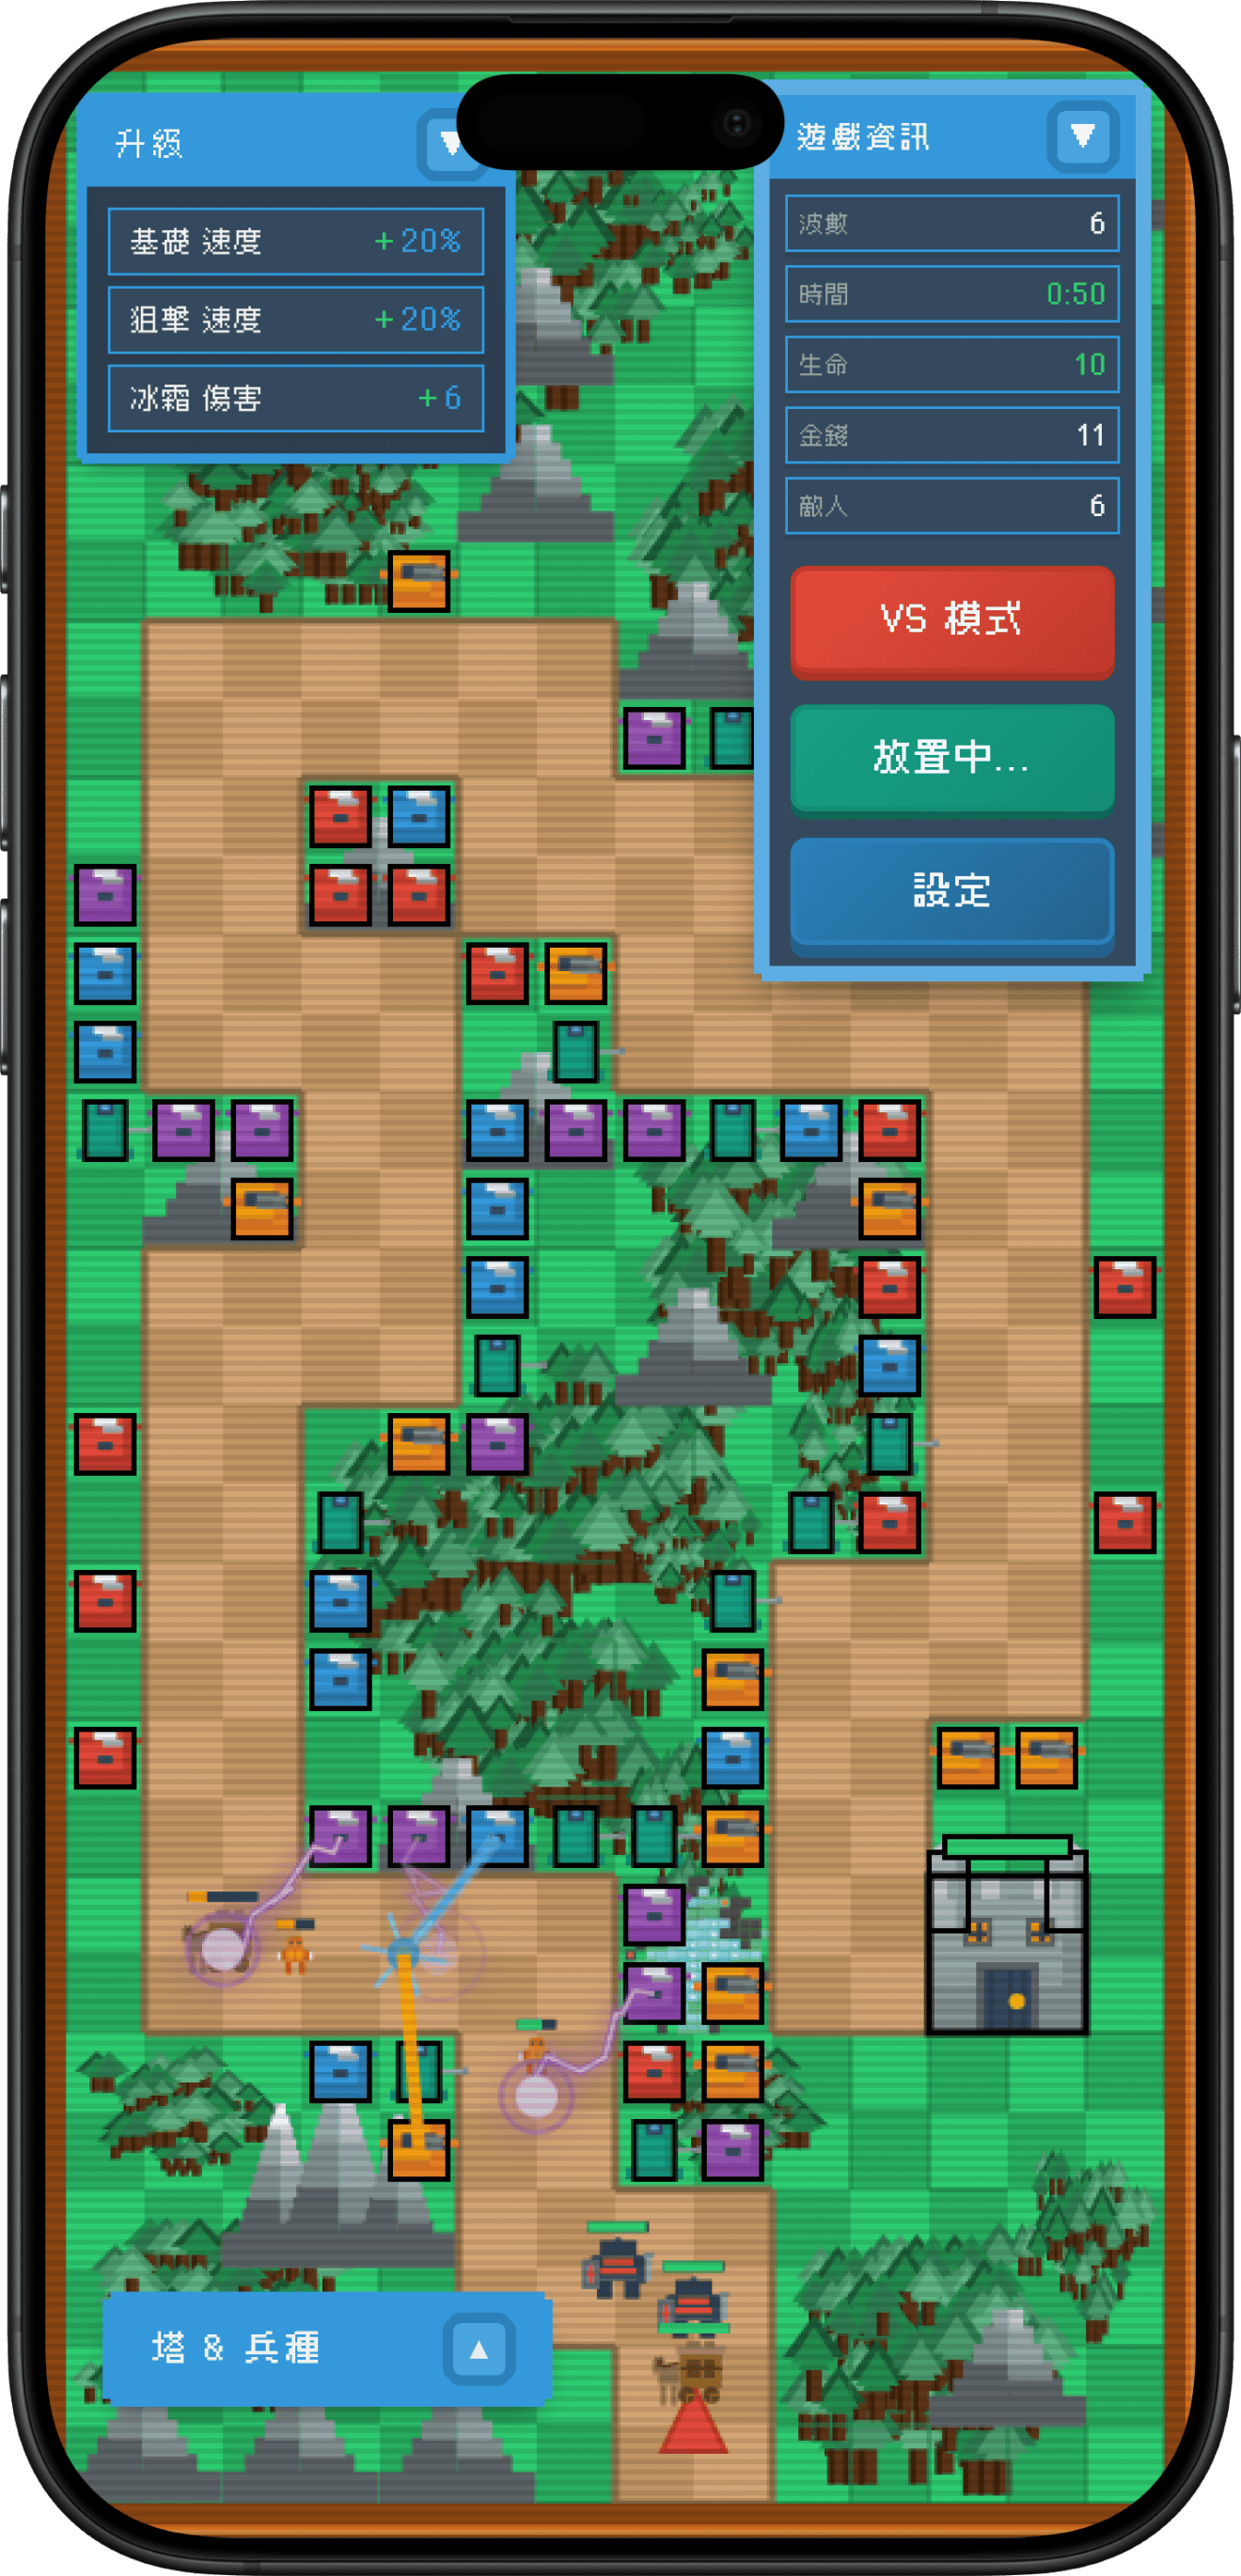 升級
基礎 速度 +20%
狙擊 速度 +20%
冰霜 傷害 +6
遊戲資訊
波數 6
時間 0:50
生命 10
金錢 11
敵人 6
VS 模式
放置中...
設定
塔 & 兵種